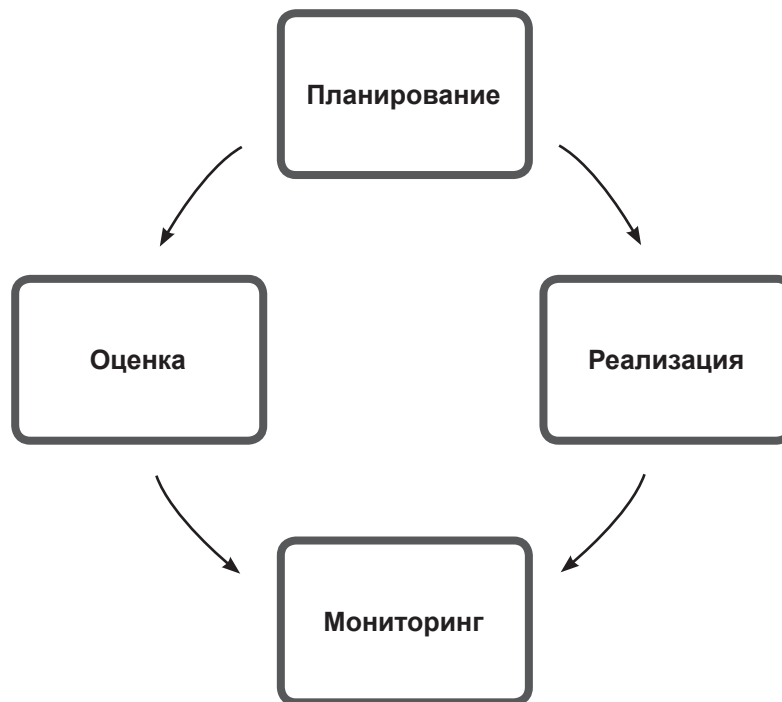 Планирование
Оценка
Реализация
Мониторинг